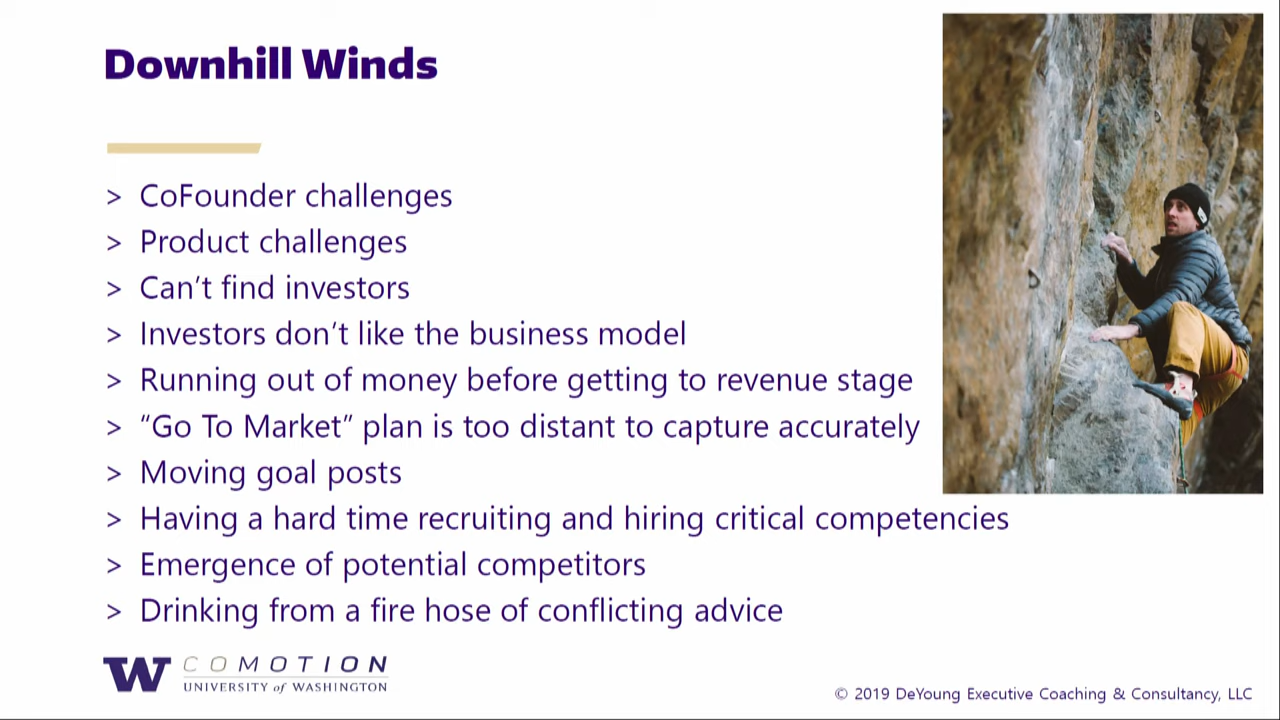 Downhill Winds
> CoFounder challenges
> Product challenges
> Can’t find investors
> Investors don’t like the business model
> Running out of money before getting to revenue stage
> “Go To Market” plan is too distant to capture accurately
> Moving goal posts
> Having a hard time recruiting and hiring critical competencies
> Emergence of potential competitors
> Drinking from a fire hose of conflicting advice
W COMOTION
UNIVERSITY of WASHINGTON
© 2019 DeYoung Executive Coaching & Consultancy, LLC